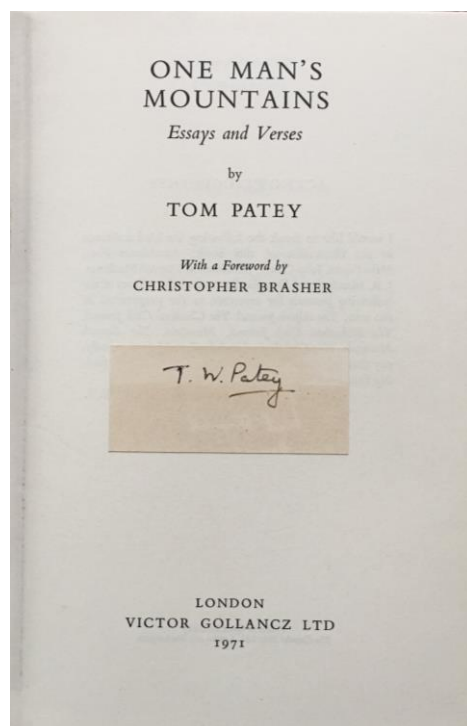 ONE MAN'S
MOUNTAINS
Essays and Verses
by
TOM PATEY
With a Foreword by
CHRISTOPHER BRASHER
T. W. Patey
LONDON
VICTOR GOLLANCZ LTD
1971